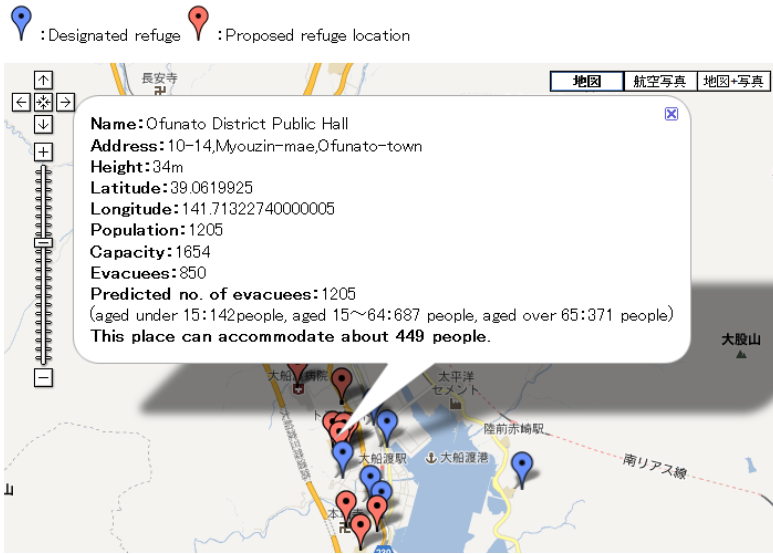 :Designated refuge :Proposed refuge location
長安寺
地図 航空写真 地図+写真
Name:Ofunato District Public Hall
Address:10-14,Myouzin-mae,Ofunato-town
Height:34m
Latitude:39.0619925
Longitude:141.71322740000005
Population:1205
Capacity:1654
Evacuees:850
Predicted no. of evacuees:1205
(aged under 15:142people, aged 15～64:687 people, aged over 65:371 people)
This place can accommodate about 449 people.
大股山
太平洋
セメント
陸前赤崎駅
大船渡駅
大船渡港
南リアス線
山
230